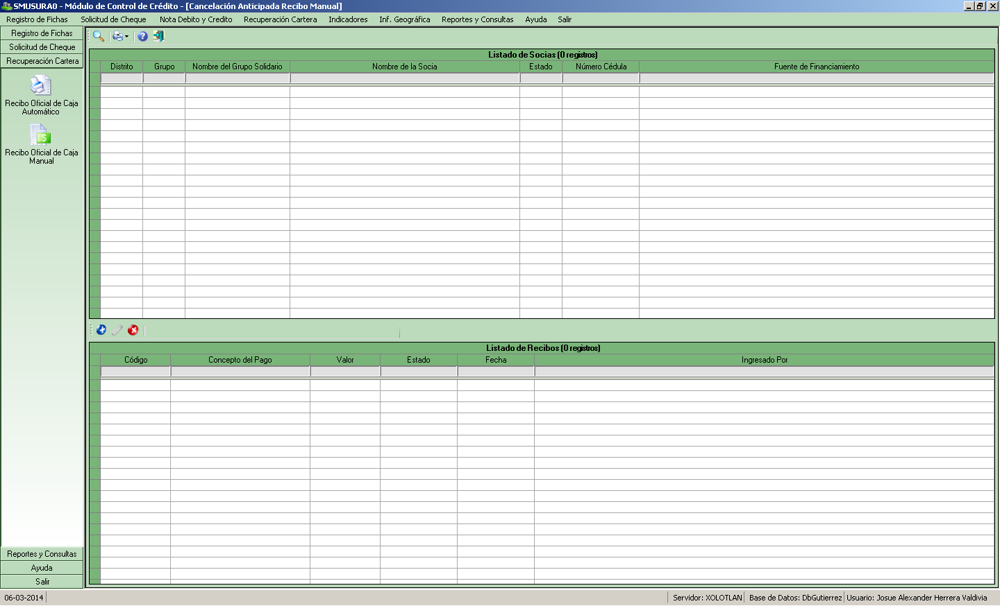 SMUSURA0 - Módulo de Control de Crédito - [Cancelación Anticipada Recibo Manual]
Registro de Fichas Solicitud de Cheque Nota Debito y Credito Recuperación Cartera Indicadores Inf. Geográfica Reportes y Consultas Ayuda Salir
Registro de Fichas
Solicitud de Cheque
Recuperación Cartera
Recibo Oficial de Caja
Automático
Recibo Oficial de Caja
Manual
Reportes y Consultas
Ayuda
Salir
Listado de Socias (0 registros)
Distrito Grupo Nombre del Grupo Solidario Nombre de la Socia Estado Número Cédula Fuente de Financiamiento
Listado de Recibos (0 registros)
Código Concepto del Pago Valor Estado Fecha Ingresado Por
06-03-2014 Servidor: XOLOTLAN Base de Datos: DbGutierrez Usuario: Josue Alexander Herrera Valdivia